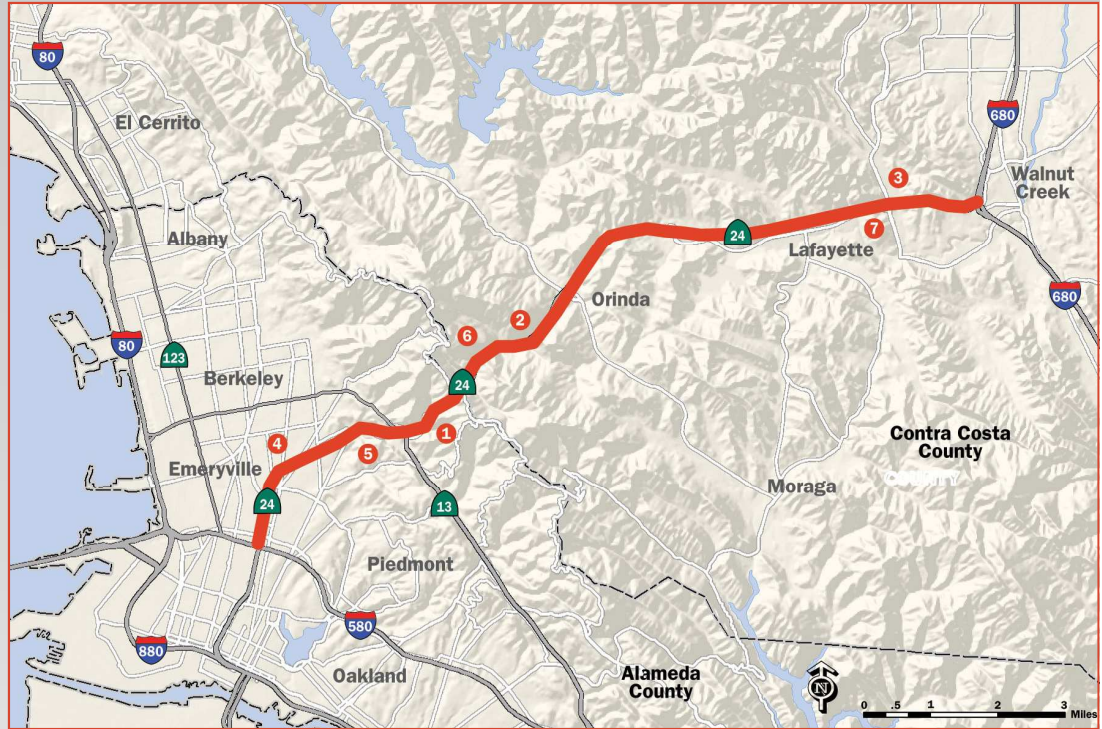 80
El Cerrito
680
3
Walnut
Creek
Albany
24
7
Lafayette
Orinda
680
2
6
80
123
Berkeley
24
1
4
5
Emeryville
Contra Costa
County
COUNTY
Moraga
24
13
Piedmont
580
880
Oakland
Alameda
County
N
0 .5 1 2 3
Miles